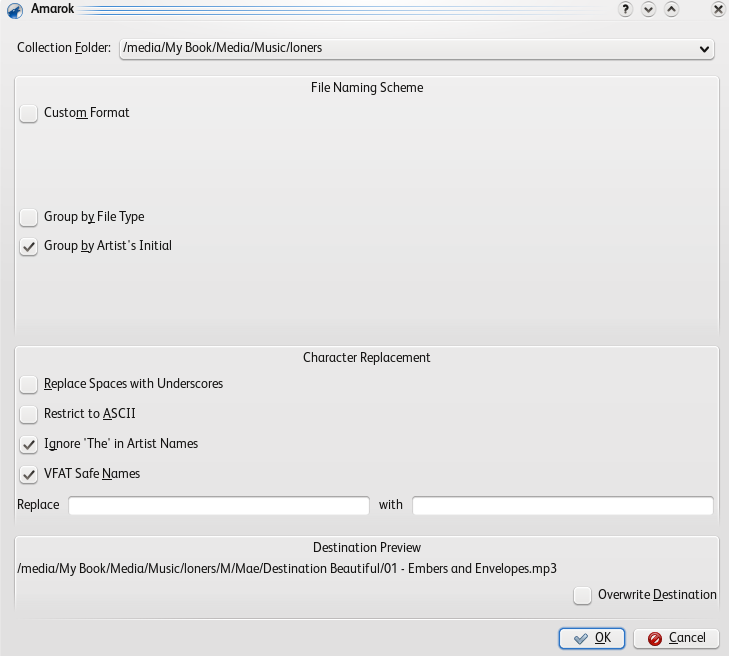 Amarok
Collection Folder: /media/My Book/Media/Music/loners
File Naming Scheme
Custom Format
Group by File Type
Group by Artist's Initial
Character Replacement
Replace Spaces with Underscores
Restrict to ASCII
Ignore 'The' in Artist Names
VFAT Safe Names
Replace with
Destination Preview
/media/My Book/Media/Music/loners/M/Mae/Destination Beautiful/01 - Embers and Envelopes.mp3
Overwrite Destination
OK Cancel